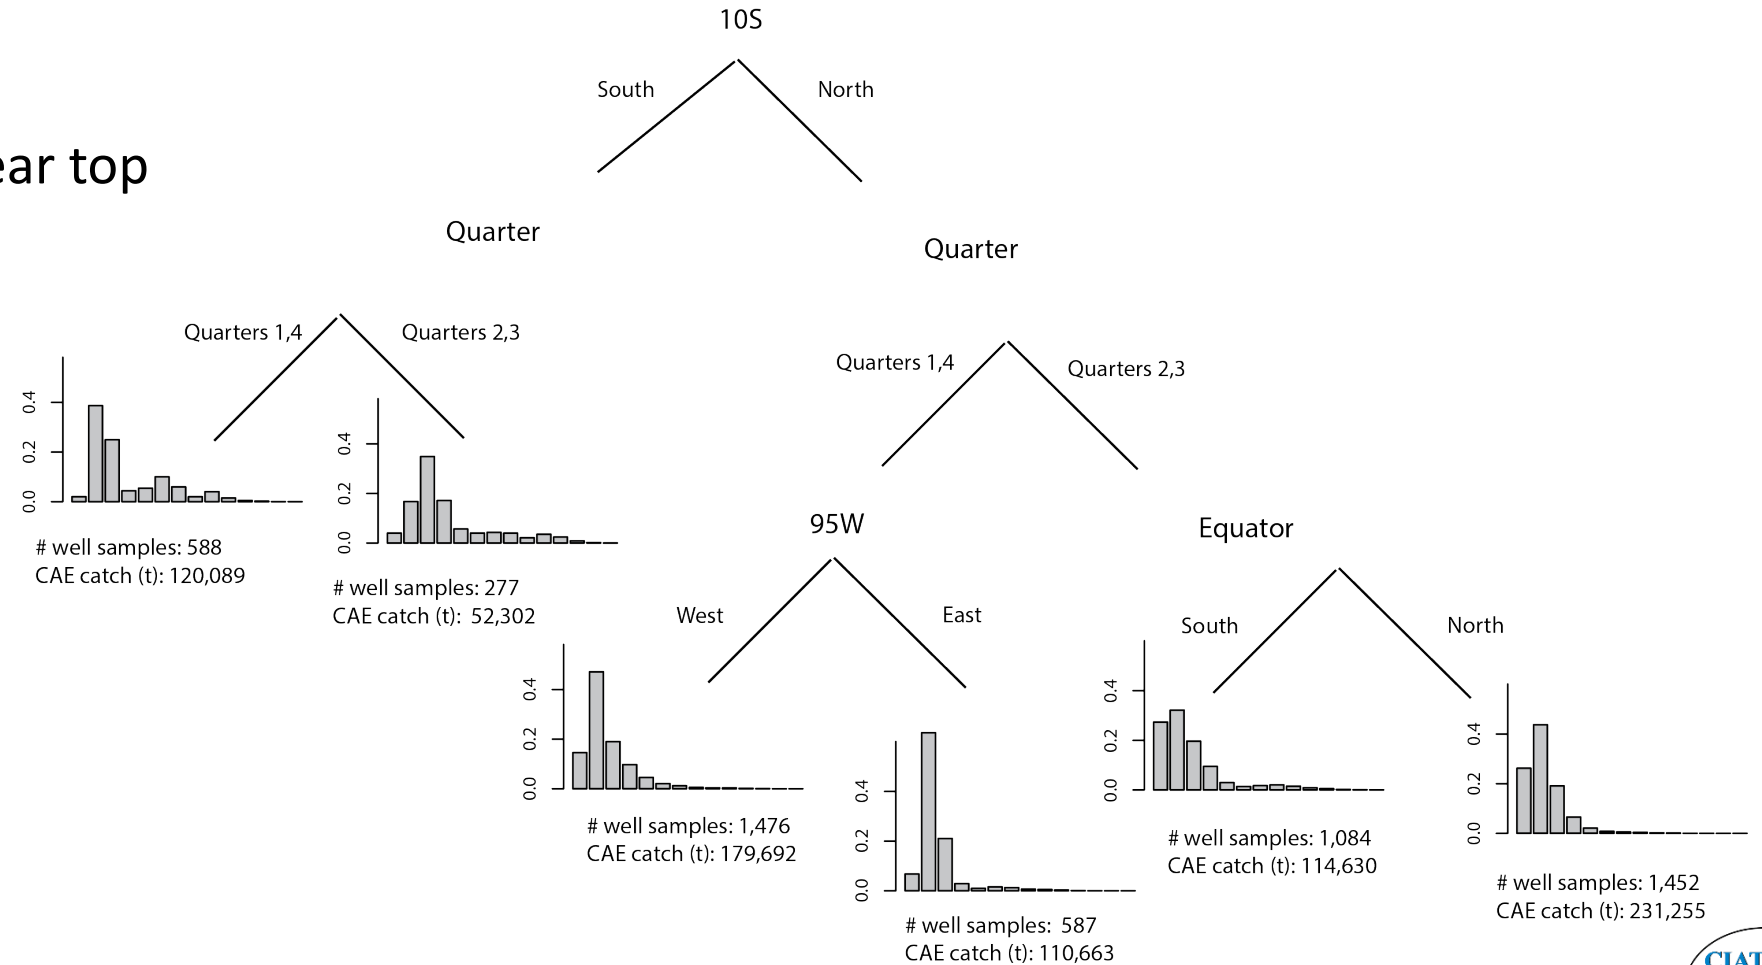 10S
South
North
ear top
Quarter
Quarter
Quarters 1,4
Quarters 2,3
Quarters 1,4
Quarters 2,3
0.4
0.2
0.0
0.4
0.2
0.0
# well samples: 588
CAE catch (t): 120,089
# well samples: 277
CAE catch (t): 52,302
95W
Equator
West
East
South
North
0.4
0.2
0.0
0.4
0.2
0.0
0.4
0.2
0.0
0.4
0.2
0.0
# well samples: 1,476
CAE catch (t): 179,692
# well samples: 587
CAE catch (t): 110,663
# well samples: 1,084
CAE catch (t): 114,630
# well samples: 1,452
CAE catch (t): 231,255
CIAT